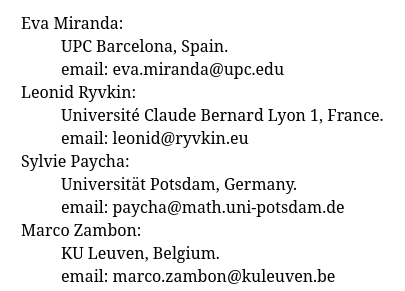 Eva Miranda:
UPC Barcelona, Spain.
email: eva.miranda@upc.edu
Leonid Ryvkin:
Université Claude Bernard Lyon 1, France.
email: leonid@ryvkin.eu
Sylvie Paycha:
Universität Potsdam, Germany.
email: paycha@math.uni-potsdam.de
Marco Zambon:
KU Leuven, Belgium.
email: marco.zambon@kuleuven.be